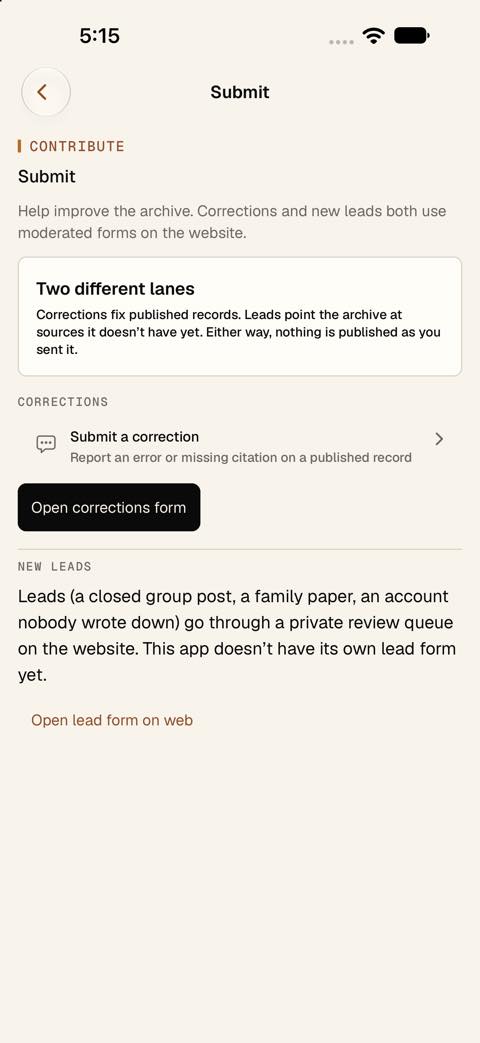 5:15
Submit
CONTRIBUTE
Submit
Help improve the archive. Corrections and new leads both use
moderated forms on the website.
Two different lanes
Corrections fix published records. Leads point the archive at
sources it doesn’t have yet. Either way, nothing is published as you
sent it.
CORRECTIONS
Submit a correction
Report an error or missing citation on a published record
Open corrections form
NEW LEADS
Leads (a closed group post, a family paper, an account
nobody wrote down) go through a private review queue
on the website. This app doesn’t have its own lead form
yet.
Open lead form on web